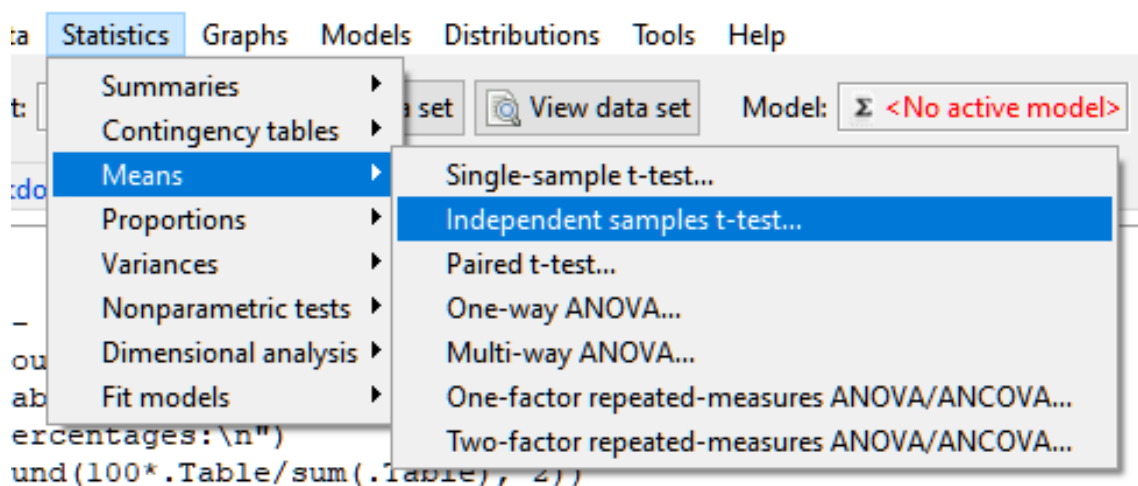 ta Statistics Graphs Models Distributions Tools Help
t: a set View data set Model: Σ <No active model>
Summaries
Contingency tables
Means
Proportions
Variances
Nonparametric tests
Dimensional analysis
Fit models
Single-sample t-test...
Independent samples t-test...
Paired t-test...
One-way ANOVA...
Multi-way ANOVA...
One-factor repeated-measures ANOVA/ANCOVA...
Two-factor repeated-measures ANOVA/ANCOVA...
kdo
ou
ab
ercentages:\n")
und(100*.Table/sum(.Table), 2))